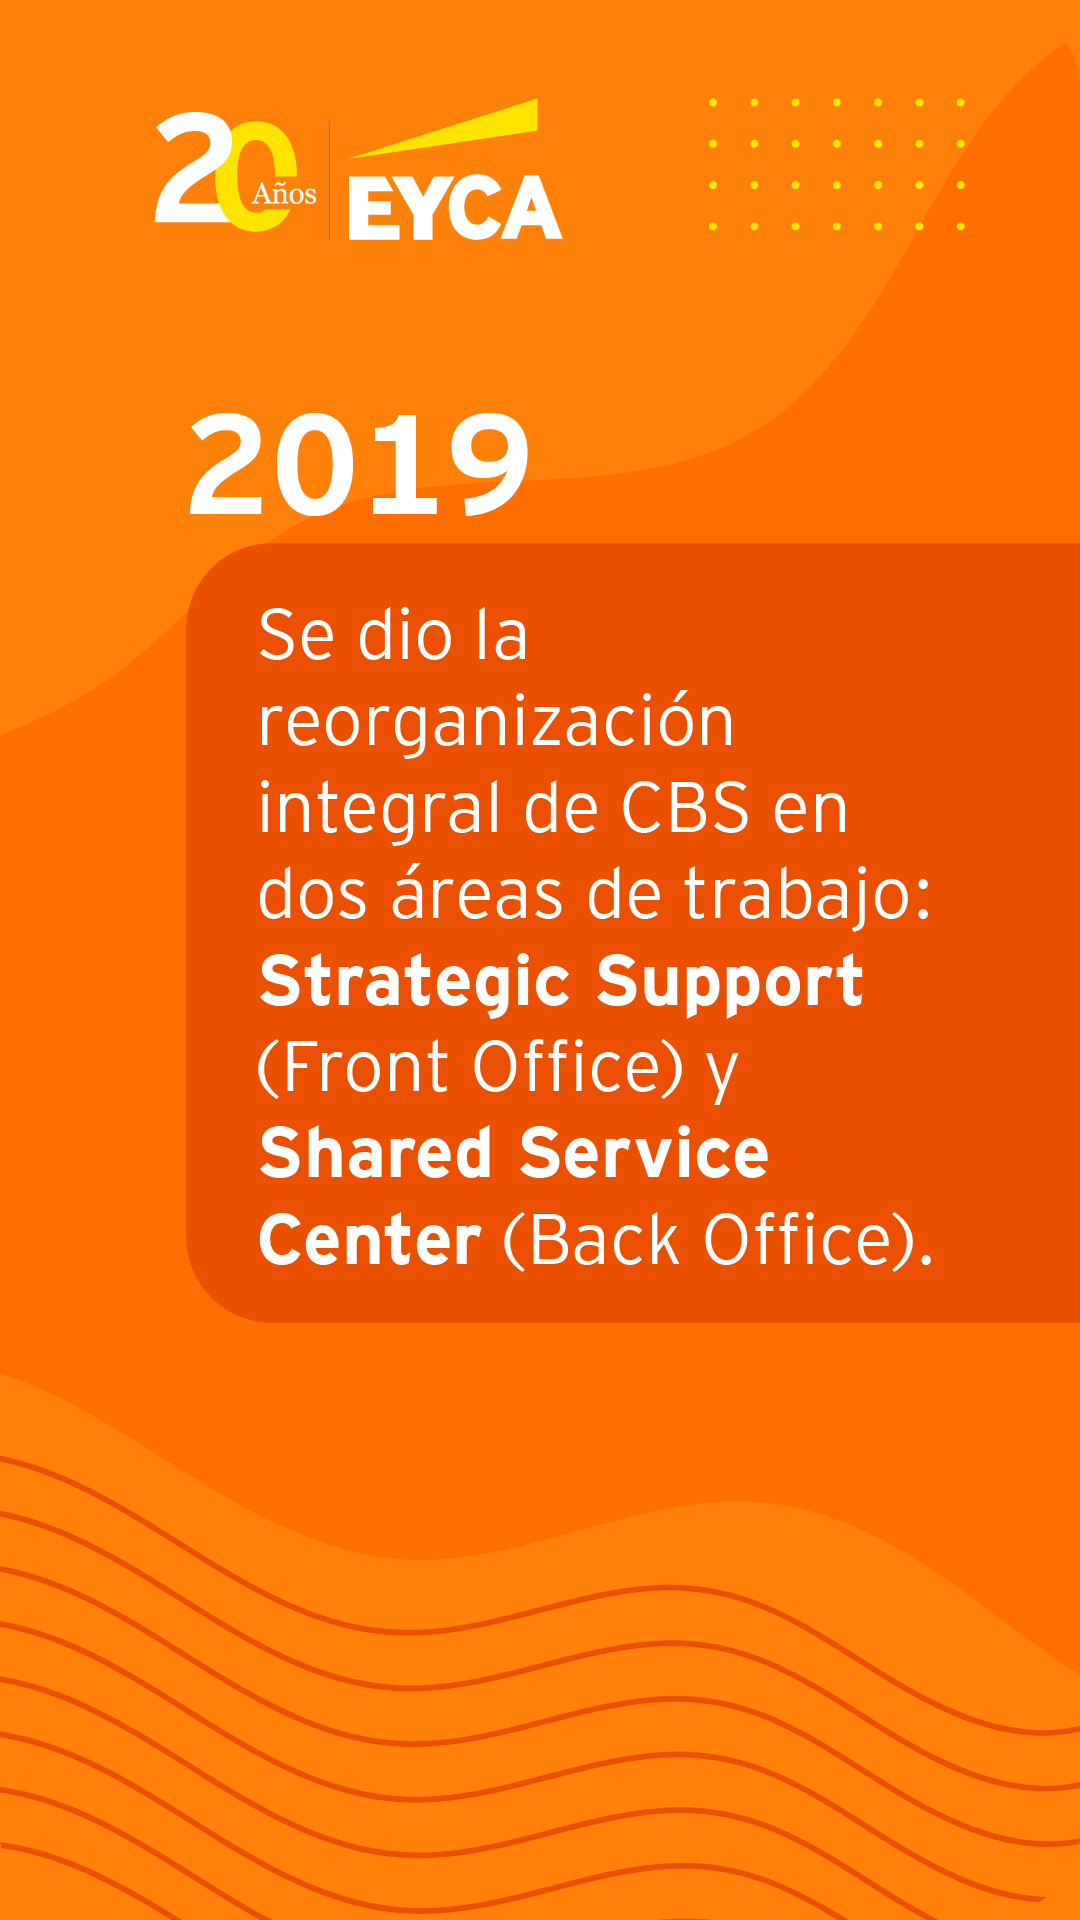 20 Años
EYCA
2019
Se dio la
reorganización
integral de CBS en
dos áreas de trabajo:
Strategic Support
(Front Office) y
Shared Service
Center (Back Office).